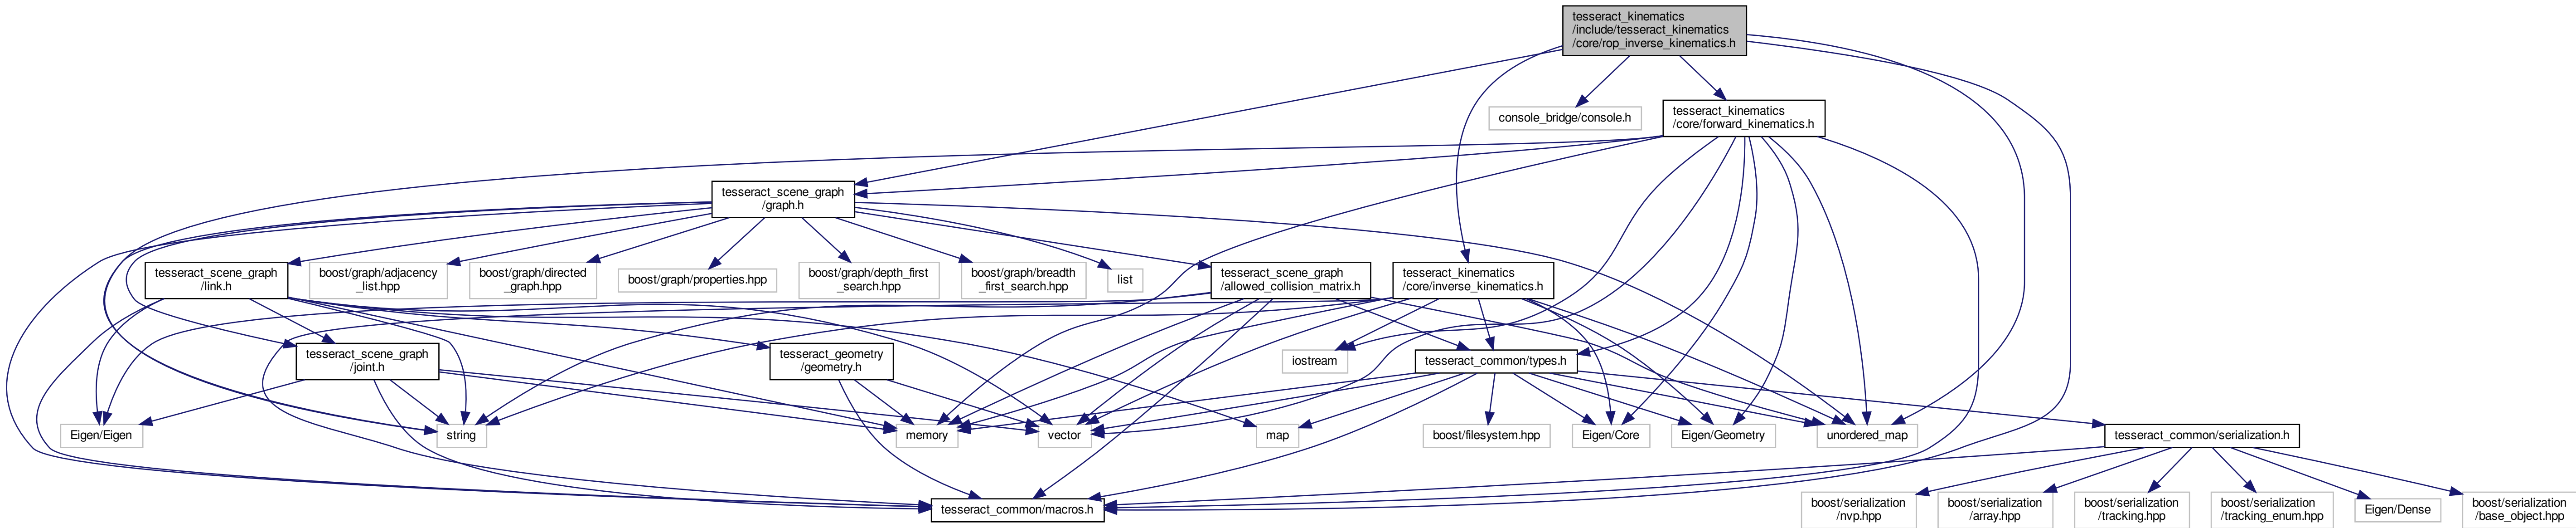 tesseract_kinematics
/include/tesseract_kinematics
/core/rop_inverse_kinematics.h
console_bridge/console.h
tesseract_kinematics
/core/forward_kinematics.h
tesseract_scene_graph
/graph.h
tesseract_scene_graph
/link.h
boost/graph/adjacency
_list.hpp
boost/graph/directed
_graph.hpp
boost/graph/properties.hpp
boost/graph/depth_first
_search.hpp
boost/graph/breadth
_first_search.hpp
list
tesseract_scene_graph
/allowed_collision_matrix.h
tesseract_kinematics
/core/inverse_kinematics.h
tesseract_scene_graph
/joint.h
tesseract_geometry
/geometry.h
iostream
tesseract_common/types.h
Eigen/Eigen
string
memory
vector
map
boost/filesystem.hpp
Eigen/Core
Eigen/Geometry
unordered_map
tesseract_common/serialization.h
tesseract_common/macros.h
boost/serialization
/nvp.hpp
boost/serialization
/array.hpp
boost/serialization
/tracking.hpp
boost/serialization
/tracking_enum.hpp
Eigen/Dense
boost/serialization
/base_object.hpp